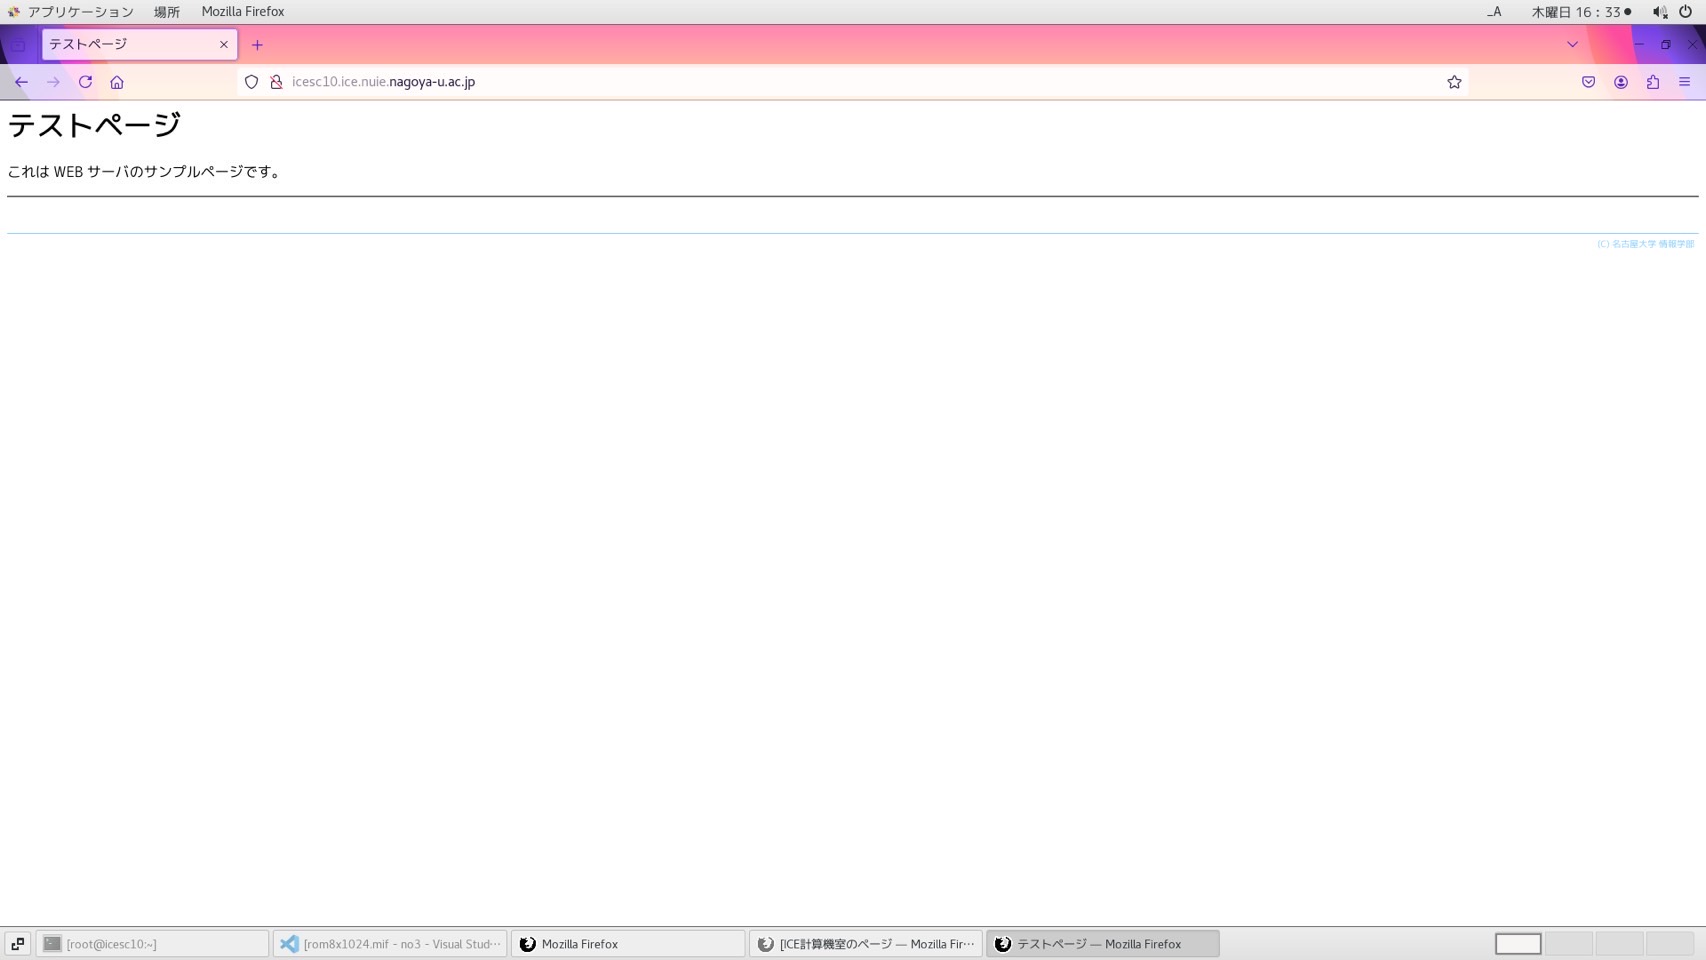 アプリケーション 場所 Mozilla Firefox _A 木曜日 16：33
テストページ
icesc10.ice.nuie.nagoya-u.ac.jp
テストページ
これは WEB サーバのサンプルページです。
(C) 名古屋大学 情報学部
[root@icesc10:~] [rom8x1024.mif - no3 - Visual Stud… Mozilla Firefox [ICE計算機室のページ — Mozilla Fir… テストページ — Mozilla Firefox